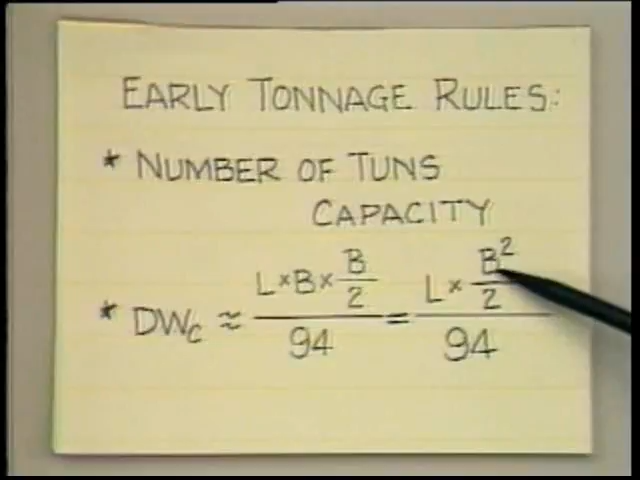 EARLY TONNAGE RULES:
* NUMBER OF TUNS
CAPACITY
* DWc ≈ L×B×B/2 / 94 = L×B²/2 / 94